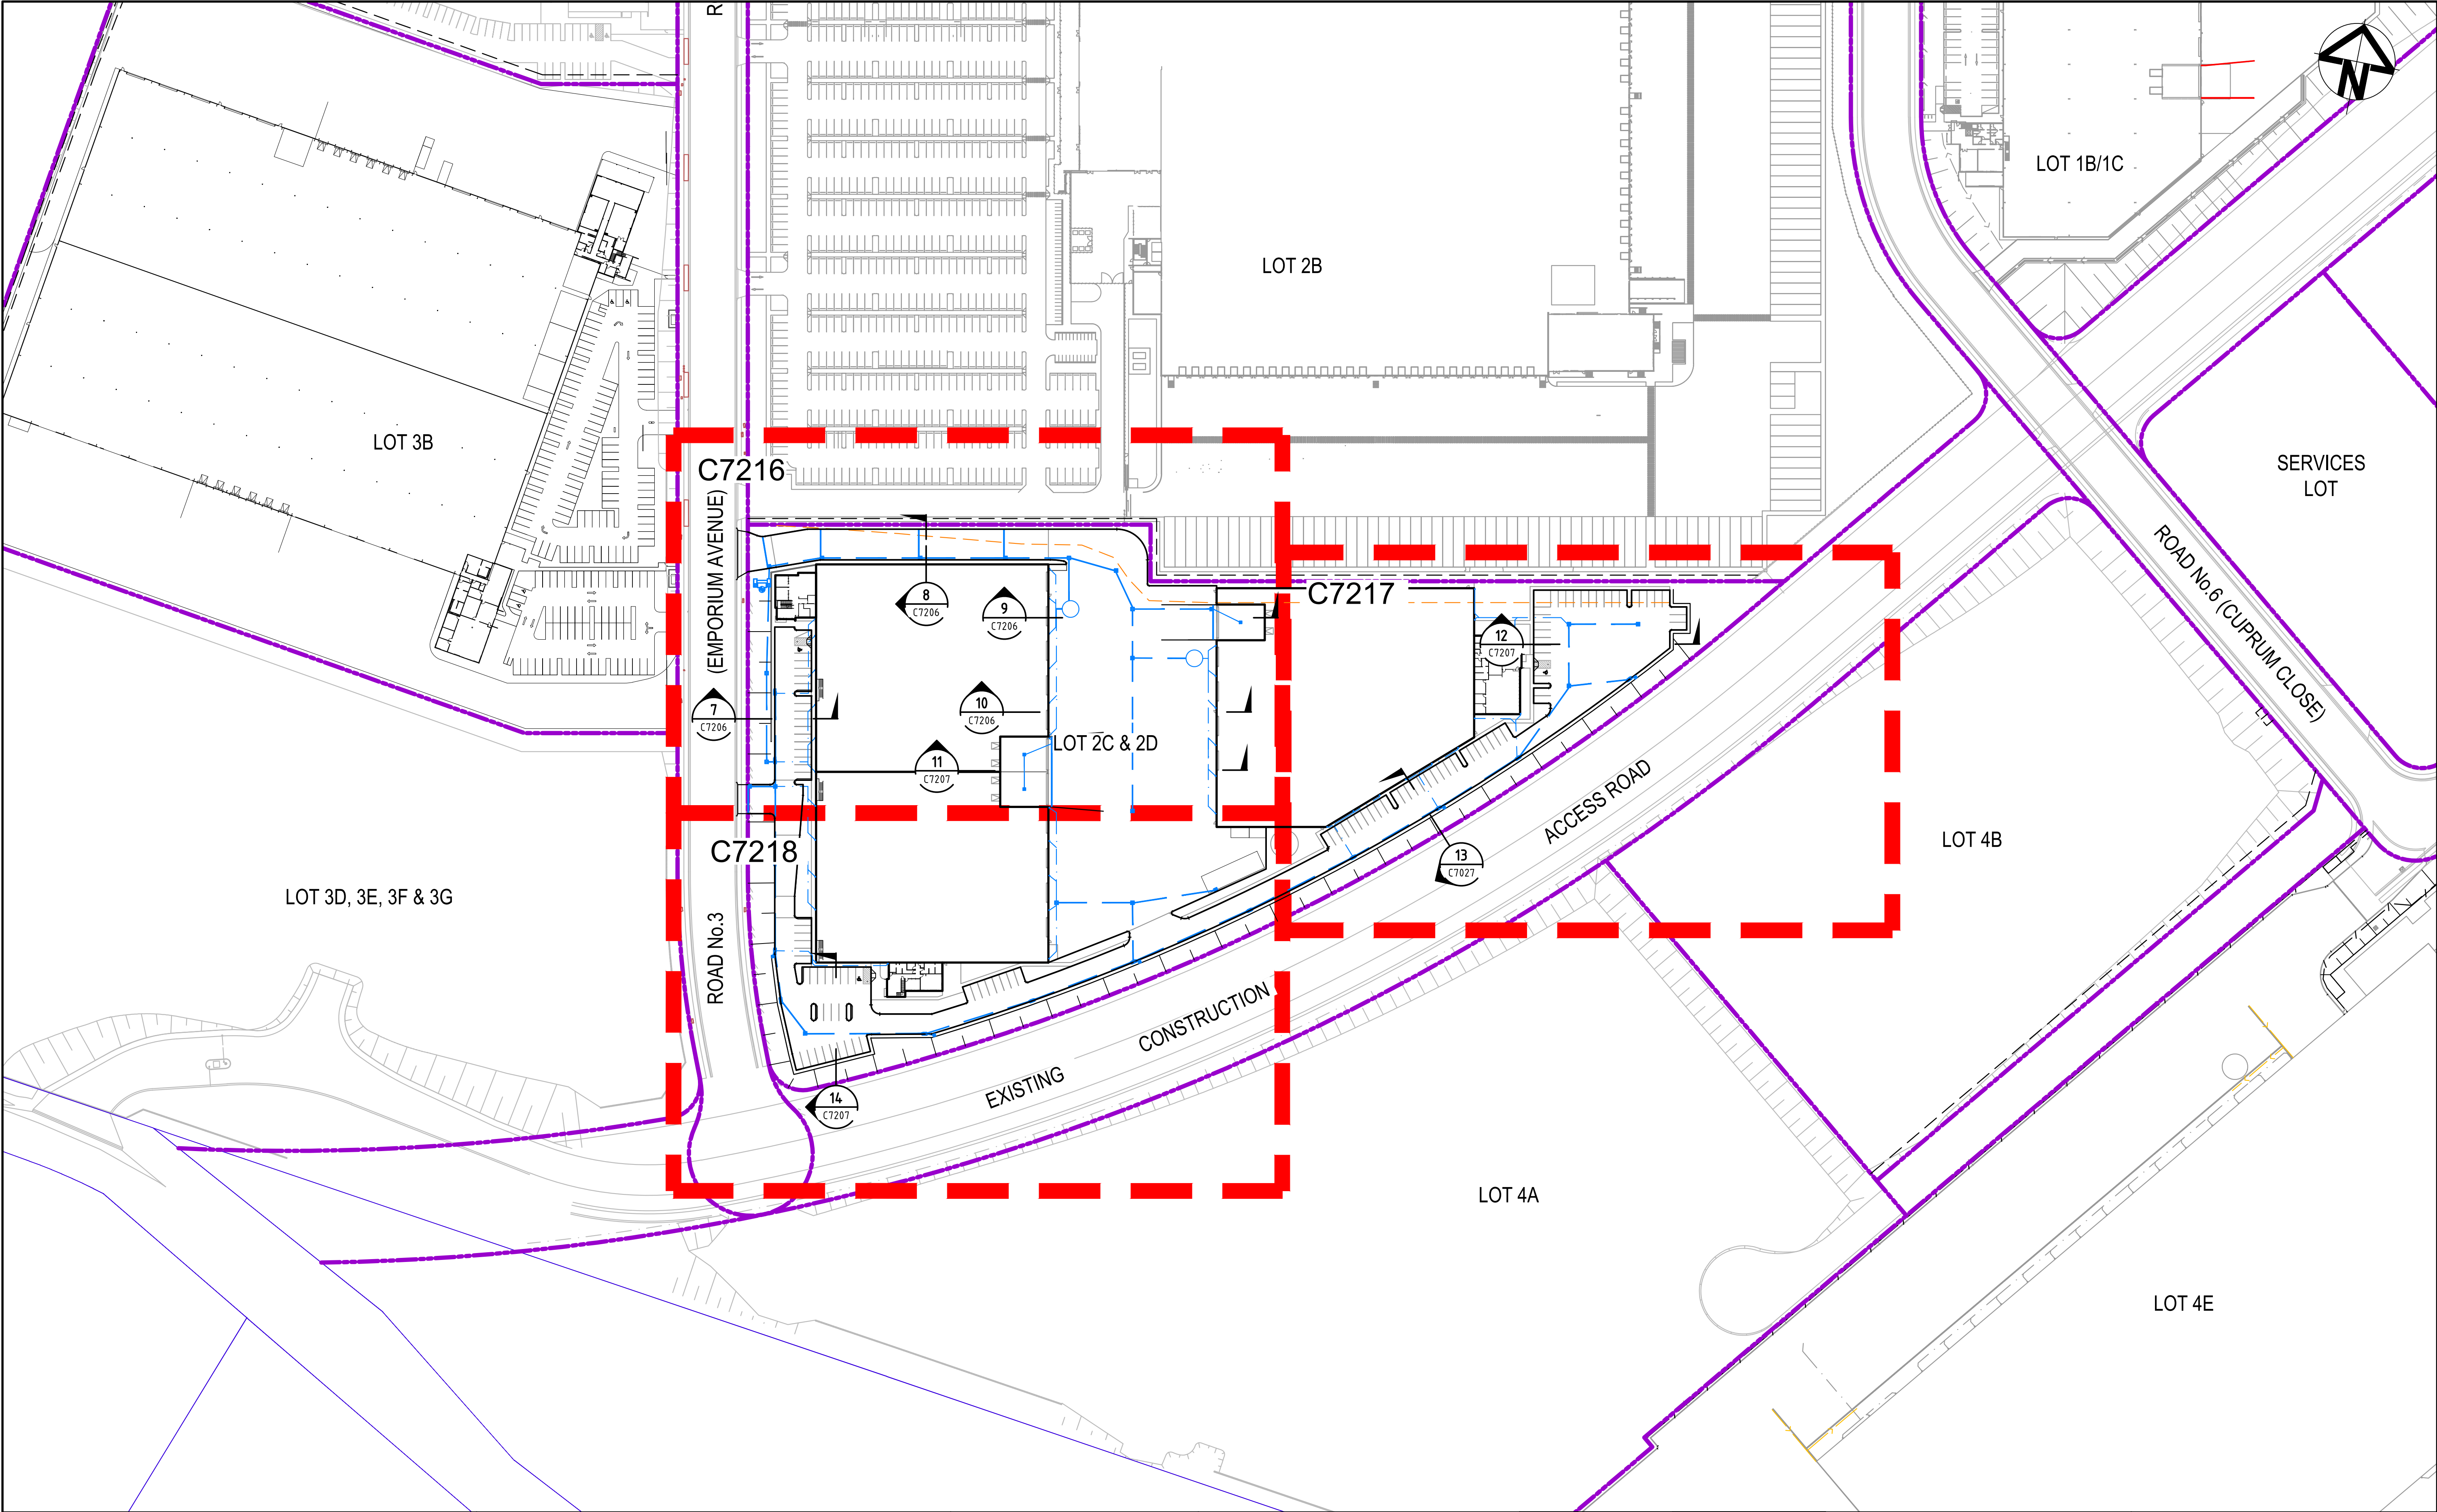 R
N
LOT 1B/1C
LOT 2B
LOT 3B
SERVICES
LOT
C7216
(EMPORIUM AVENUE)
ROAD No.6 (CUPRUM CLOSE)
C7217
8
C7206
9
C7206
12
C7207
7
C7206
10
C7206
LOT 2C & 2D
11
C7207
ACCESS ROAD
C7218
LOT 4B
13
C7027
LOT 3D, 3E, 3F & 3G
ROAD No.3
CONSTRUCTION
EXISTING
14
C7207
LOT 4A
LOT 4E